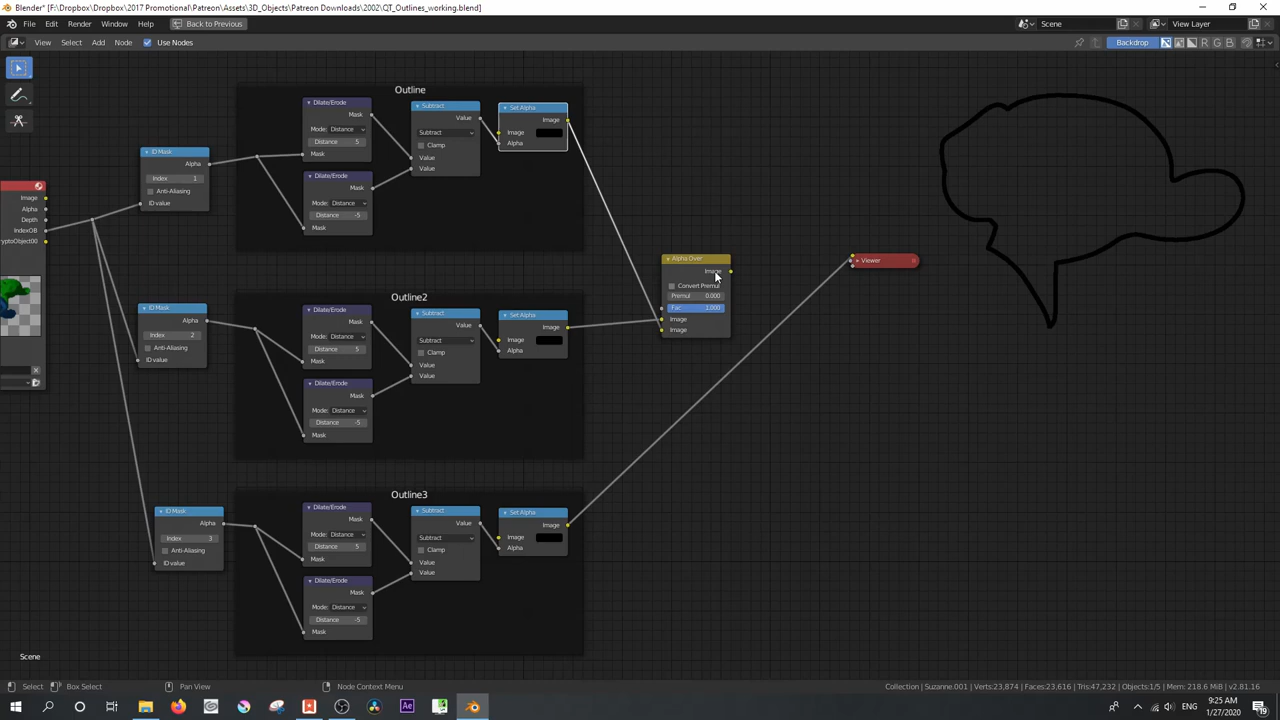 Blender* [F:\Dropbox\Dropbox\2017 Promotional\Patreon\Assets\3D_Objects\Patreon Downloads\2002\QT_Outlines_working.blend]
File Edit Render Window Help Back to Previous Scene View Layer
View Select Add Node Use Nodes Backdrop R G B
Outline
Dilate/Erode Subtract Set Alpha
Mask Value Image
Mode: Distance Subtract Image
Distance 5 Clamp Alpha
Mask Value
Value
Dilate/Erode
Mask
Mode: Distance
Distance -5
Mask
ID Mask
Alpha
Index 1
Anti-Aliasing
ID value
Image
Alpha
Depth
IndexOB
ryptoObject00
Alpha Over
Image
Convert Premul
Premul 0.000
Fac 1.000
Image
Image
Viewer
Outline2
Dilate/Erode Subtract Set Alpha
Mask Value Image
Mode: Distance Subtract Image
Distance 5 Clamp Alpha
Mask Value
Value
Dilate/Erode
Mask
Mode: Distance
Distance -5
Mask
ID Mask
Alpha
Index 2
Anti-Aliasing
ID value
Outline3
Dilate/Erode Subtract Set Alpha
Mask Value Image
Mode: Distance Subtract Image
Distance 5 Clamp Alpha
Mask Value
Value
Dilate/Erode
Mask
Mode: Distance
Distance -5
Mask
ID Mask
Alpha
Index 3
Anti-Aliasing
ID value
Scene
Select Box Select Pan View Node Context Menu Collection | Suzanne.001 | Verts:23,874 | Faces:23,616 | Tris:47,232 | Objects:1/5 | Mem: 218.6 MiB | v2.81.16
9:25 AM
1/27/2020